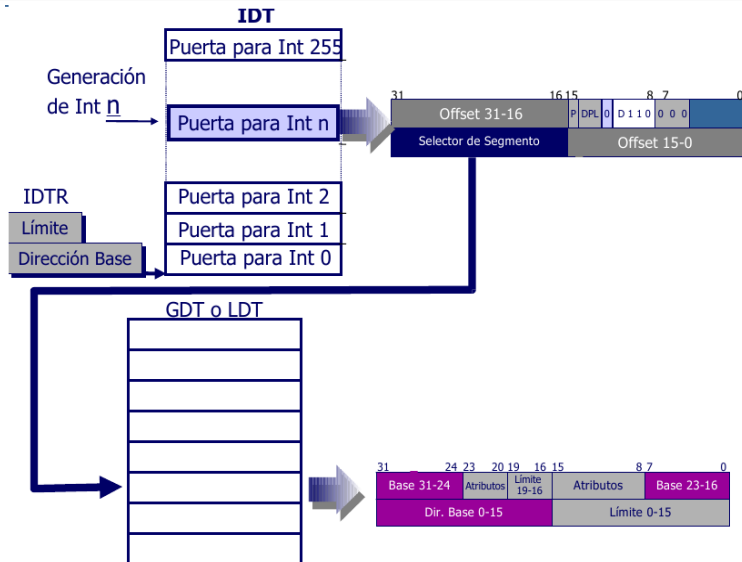 IDT
Puerta para Int 255
Generación
de Int n
Puerta para Int n
31 16 15 8 7 0
Offset 31-16 P DPL 0 D 1 1 0 0 0 0
Selector de Segmento Offset 15-0
Puerta para Int 2
Puerta para Int 1
Puerta para Int 0
IDTR
Límite
Dirección Base
GDT o LDT
31 24 23 20 19 16 15 8 7 0
Base 31-24 Atributos Límite 19-16 Atributos Base 23-16
Dir. Base 0-15 Límite 0-15